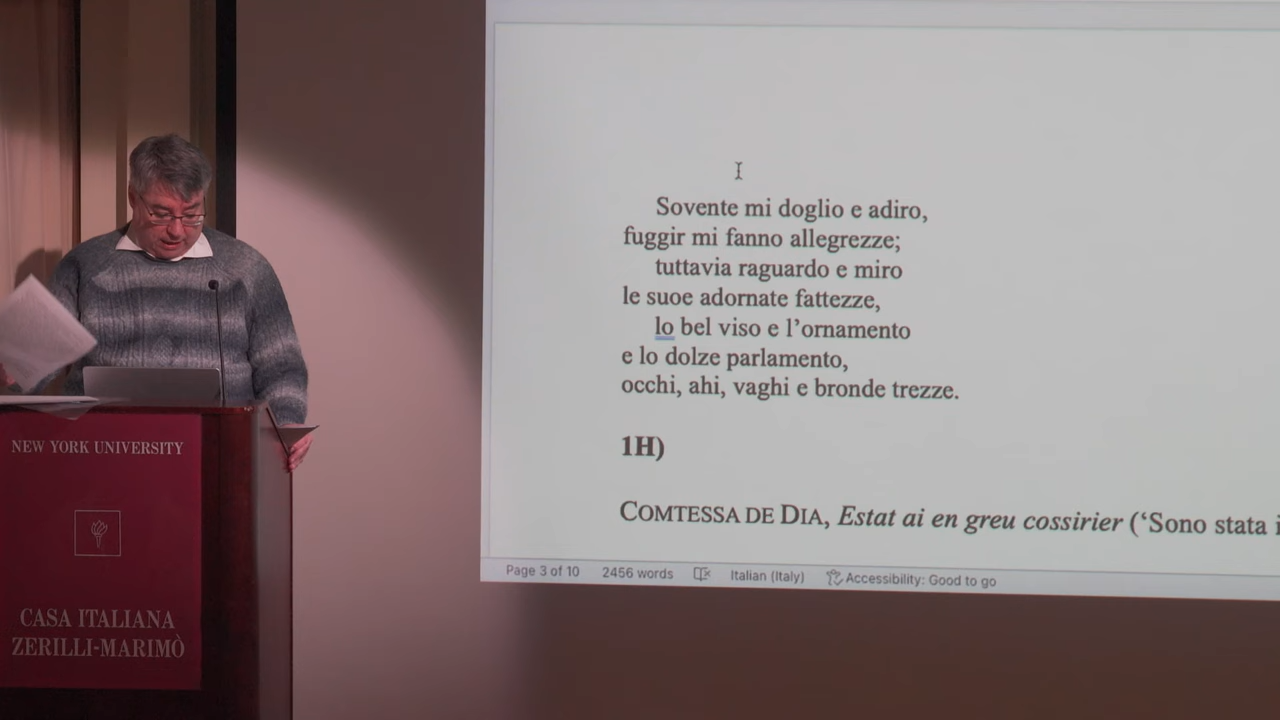 Sovente mi doglio e adiro,
fuggir mi fanno allegrezze;
tuttavia raguardo e miro
le suoe adornate fattezze,
lo bel viso e l’ornamento
e lo dolze parlamento,
occhi, ahi, vaghi e bronde trezze.
1H)
COMTESSA DE DIA, Estat ai en greu cossirier (‘Sono stata i
Page 3 of 10 2456 words Italian (Italy) Accessibility: Good to go
NEW YORK UNIVERSITY
CASA ITALIANA
ZERILLI-MARIMÒ